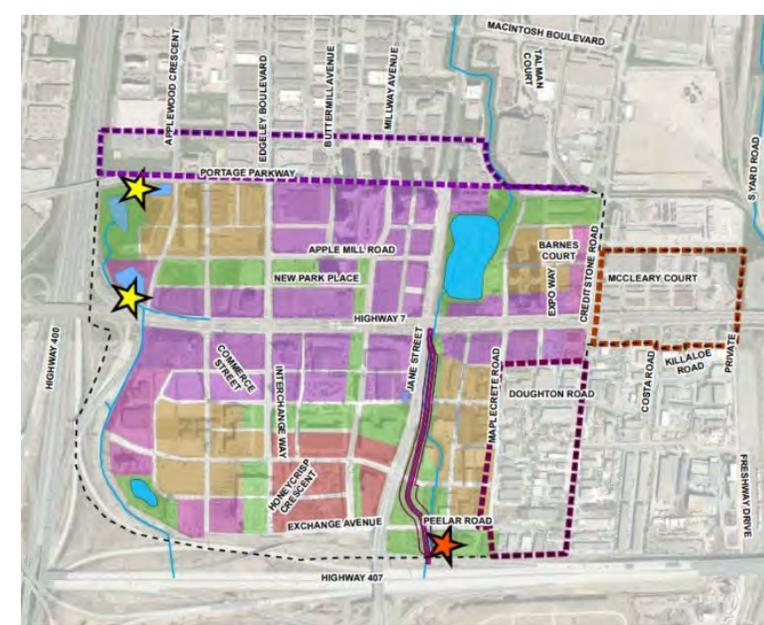 MACINTOSH BOULEVARD
TALMAN
COURT
APPLEWOOD CRESCENT
EDGELEY BOULEVARD
BUTTERMILL AVENUE
MILLWAY AVENUE
PORTAGE PARKWAY
S.YARD ROAD
APPLE MILL ROAD
BARNES
COURT
NEW PARK PLACE
EXPO WAY
CREDITSTONE ROAD
MCCLEARY COURT
HIGHWAY 7
HIGHWAY 400
COMMERCE
STREET
INTERCHANGE WAY
JANE STREET
MAPLECRETE ROAD
DOUGHTON ROAD
COSTA ROAD
KILLALOE
ROAD
PRIVATE
HONEYCRISP
CRESCENT
EXCHANGE AVENUE
PEELAR ROAD
FRESHWAY DRIVE
HIGHWAY 407